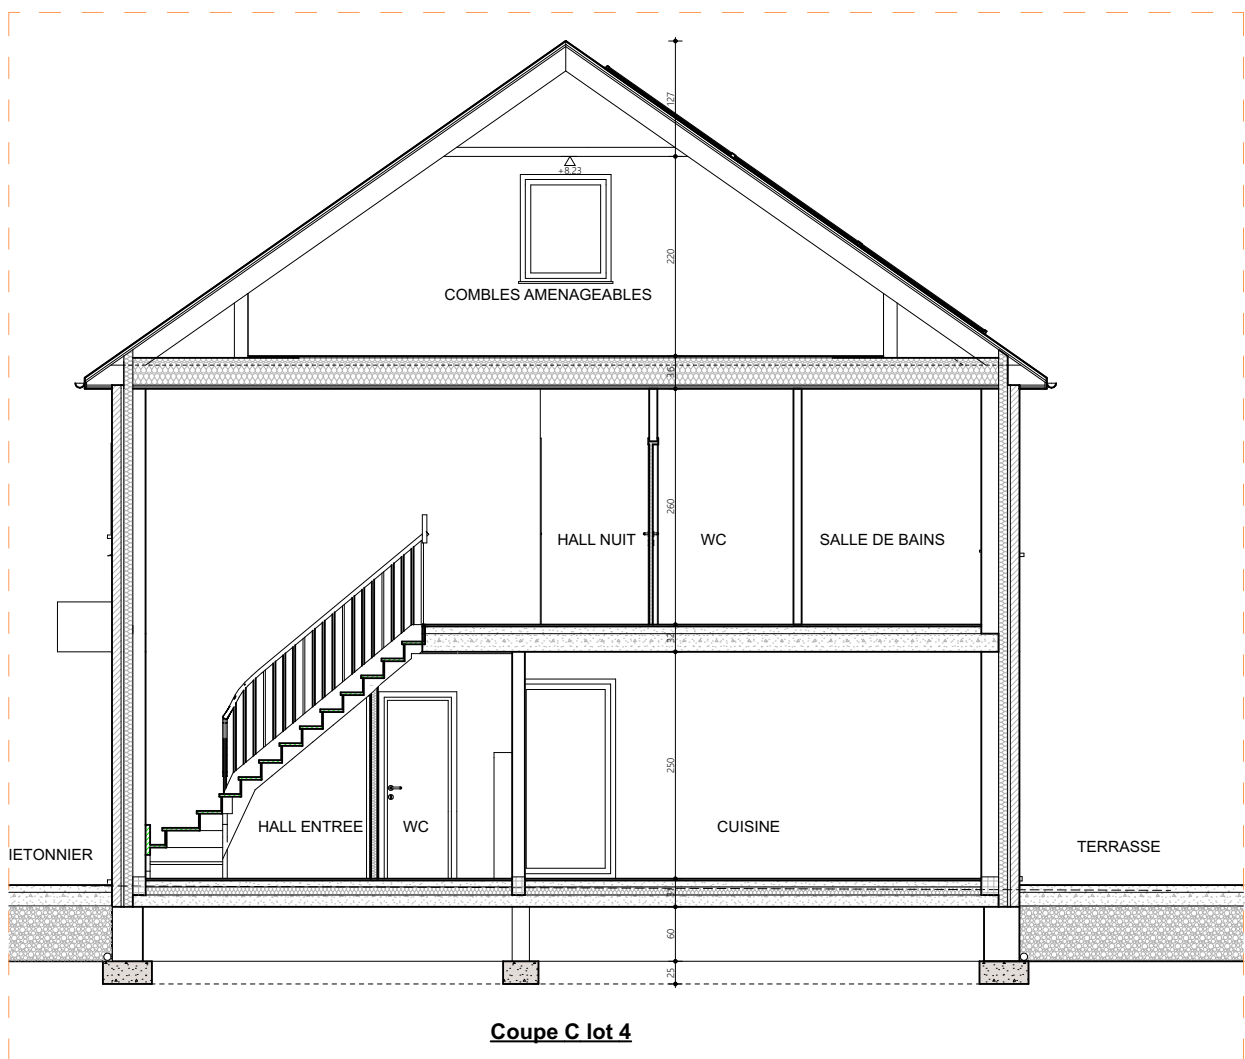 127
+8.23
220
COMBLES AMENAGEABLES
36
260
HALL NUIT
WC
SALLE DE BAINS
32
250
HALL ENTREE
WC
CUISINE
IETONNIER
TERRASSE
60
25
Coupe C lot 4